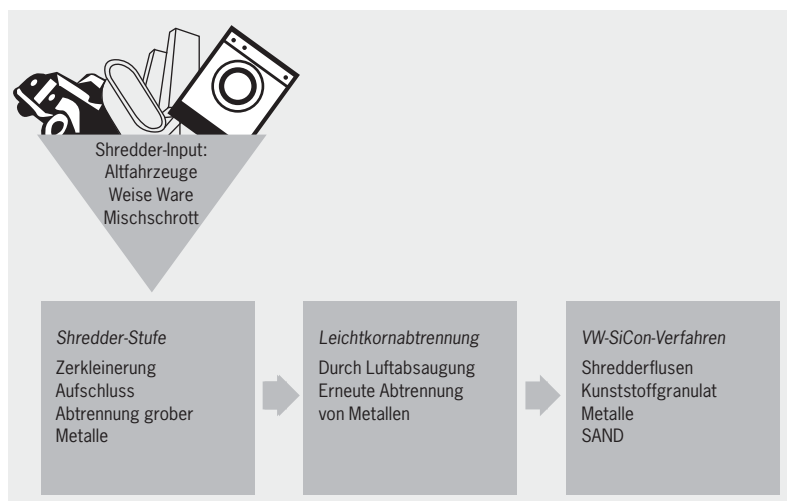 Shredder-Input:
Altfahrzeuge
Weise Ware
Mischschrott
Shredder-Stufe
Zerkleinerung
Aufschluss
Abtrennung grober
Metalle
Leichtkornabtrennung
Durch Luftabsaugung
Erneute Abtrennung
von Metallen
VW-SiCon-Verfahren
Shredderflusen
Kunststoffgranulat
Metalle
SAND